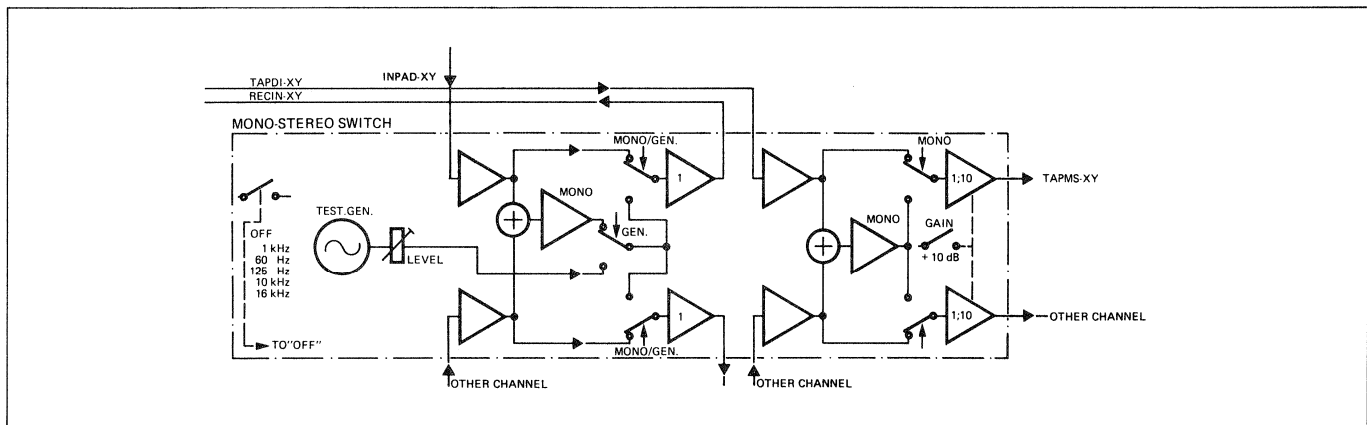 INPAD-XY
TAPDI-XY
RECIN-XY
MONO-STEREO SWITCH
MONO/GEN.
MONO
1
1;10
TAPMS-XY
MONO
MONO
GAIN
TEST.GEN.
GEN.
+ 10 dB
OFF
1 kHz
60 Hz
126 Hz
10 kHz
16 kHz
LEVEL
1
1;10
OTHER CHANNEL
TO"OFF"
MONO/GEN.
OTHER CHANNEL
OTHER CHANNEL